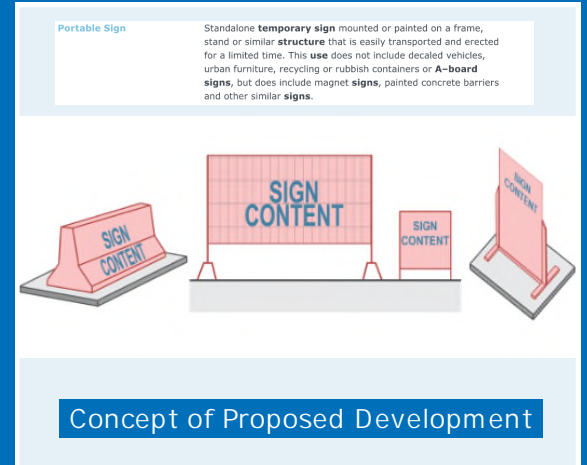 Portable Sign
Standalone temporary sign mounted or painted on a frame,
stand or similar structure that is easily transported and erected
for a limited time. This use does not include decaled vehicles,
urban furniture, recycling or rubbish containers or A–board
signs, but does include magnet signs, painted concrete barriers
and other similar signs.
SIGN
CONTENT
SIGN
CONTENT
SIGN
CONTENT
SIGN
CONTENT
Concept of Proposed Development